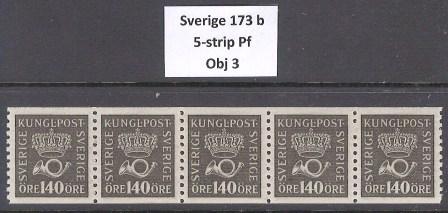 Sverige 173 b
5-strip Pf
Obj 3
KUNGL·POST· KUNGL·POST· KUNGL·POST· KUNGL·POST· KUNGL·POST·
SVERIGE SVERIGE SVERIGE SVERIGE SVERIGE SVERIGE SVERIGE SVERIGE SVERIGE SVERIGE
ÖRE 140 ÖRE ÖRE 140 ÖRE ÖRE 140 ÖRE ÖRE 140 ÖRE ÖRE 140 ÖRE